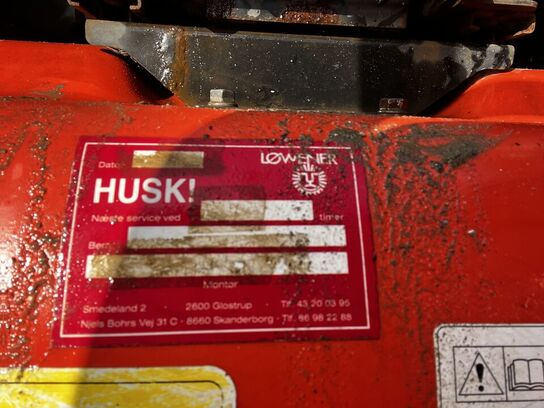 Dato
LØWENER
HUSK!
Næste service ved timer
Bem.
Montør
Smedeland 2 2600 Glostrup Tlf. 43 20 03 95
Niels Bohrs Vej 31 C • 8660 Skanderborg • Tlf. 86 98 22 88